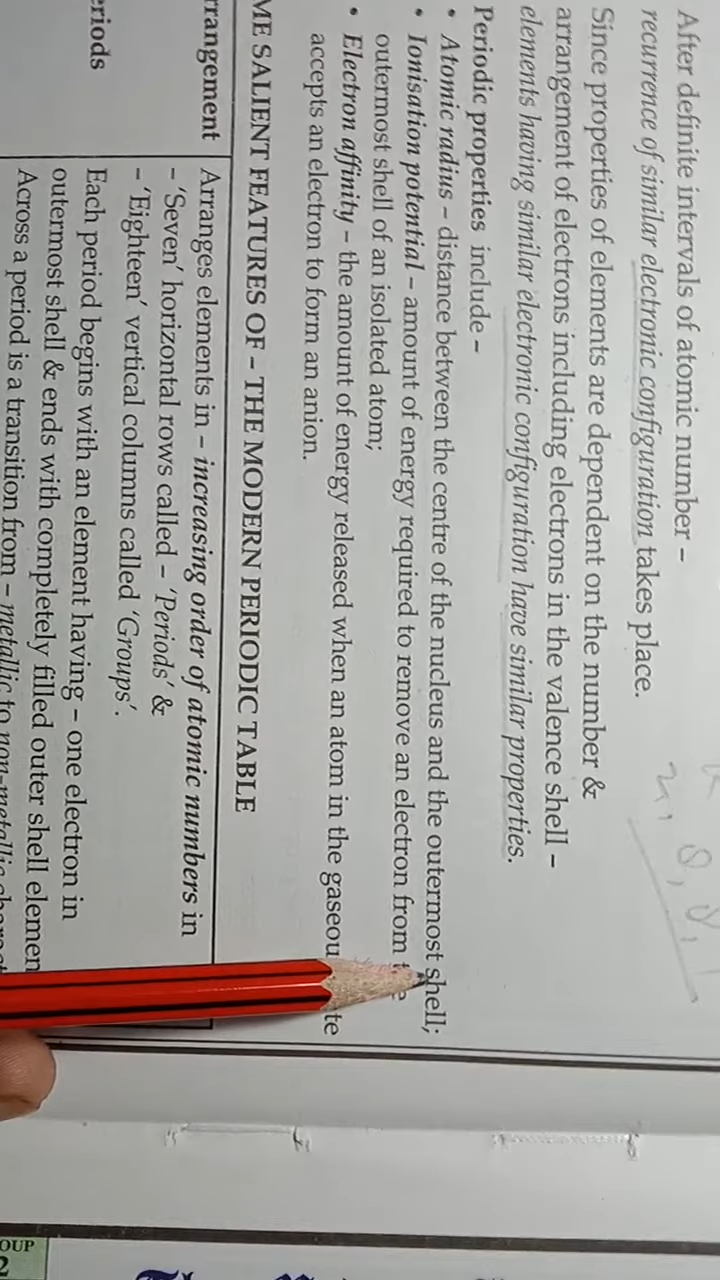 After definite intervals of atomic number –
recurrence of similar electronic configuration takes place.
Since properties of elements are dependent on the number &
arrangement of electrons including electrons in the valence shell –
elements having similar electronic configuration have similar properties.
Periodic properties include –
• Atomic radius – distance between the centre of the nucleus and the outermost shell;
• Ionisation potential – amount of energy required to remove an electron from
outermost shell of an isolated atom;
• Electron affinity – the amount of energy released when an atom in the gaseou te
accepts an electron to form an anion.
ME SALIENT FEATURES OF – THE MODERN PERIODIC TABLE
rrangement
Arranges elements in – increasing order of atomic numbers in
– 'Seven' horizontal rows called – 'Periods' &
– 'Eighteen' vertical columns called 'Groups'.
eriods
Each period begins with an element having – one electron in
outermost shell & ends with completely filled outer shell elemen
Across a period is a transition from – metallic to non-metallic
OUP
2